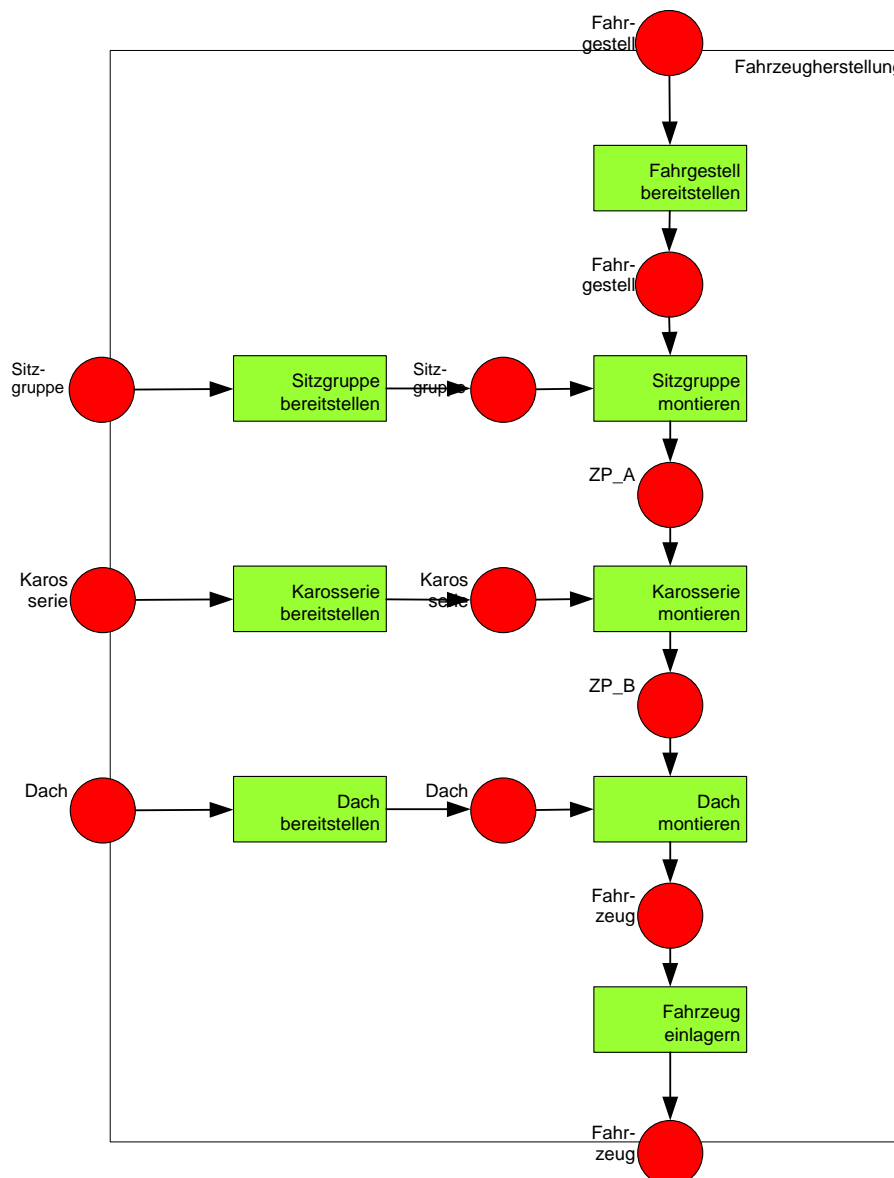 Fahr-
gestell
Fahrzeugherstellung
Fahrgestell
bereitstellen
Fahr-
gestell
Sitz-
gruppe
Sitzgruppe
bereitstellen
Sitz-
gruppe
Sitzgruppe
montieren
ZP_A
Karos
serie
Karosserie
bereitstellen
Karos
serie
Karosserie
montieren
ZP_B
Dach
Dach
bereitstellen
Dach
Dach
montieren
Fahr-
zeug
Fahrzeug
einlagern
Fahr-
zeug